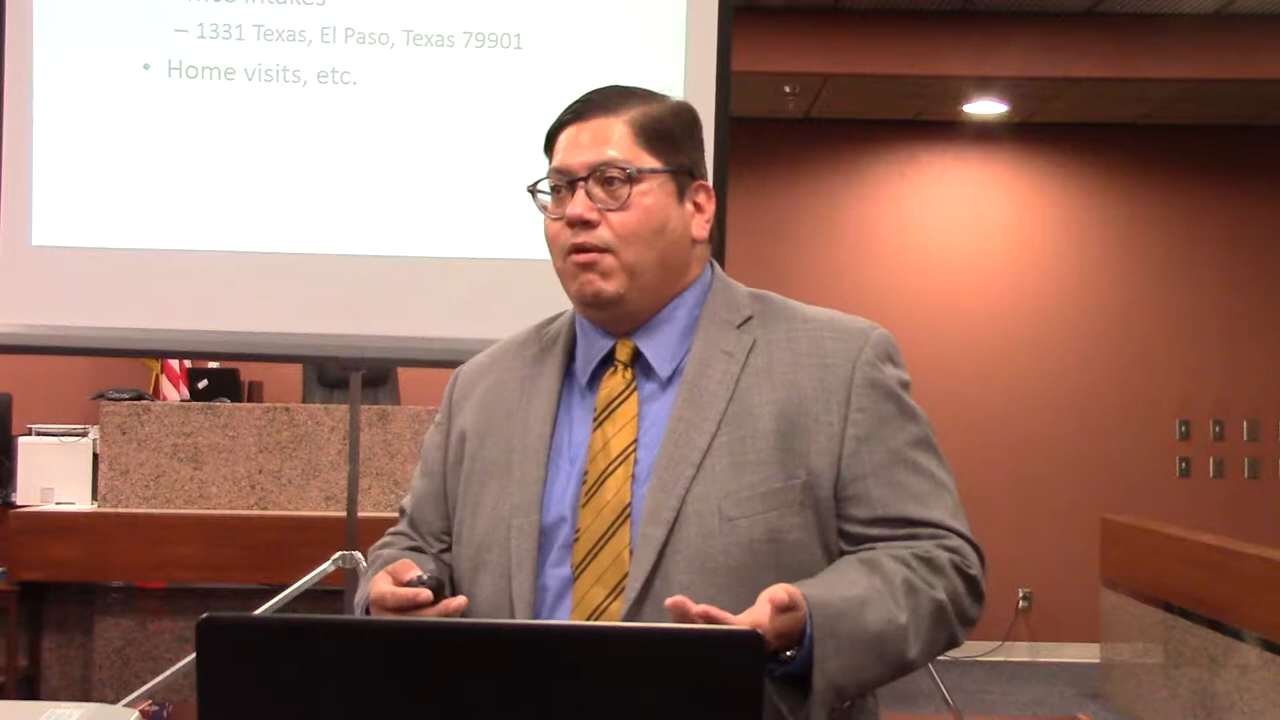 – 1331 Texas, El Paso, Texas 79901
• Home visits, etc.